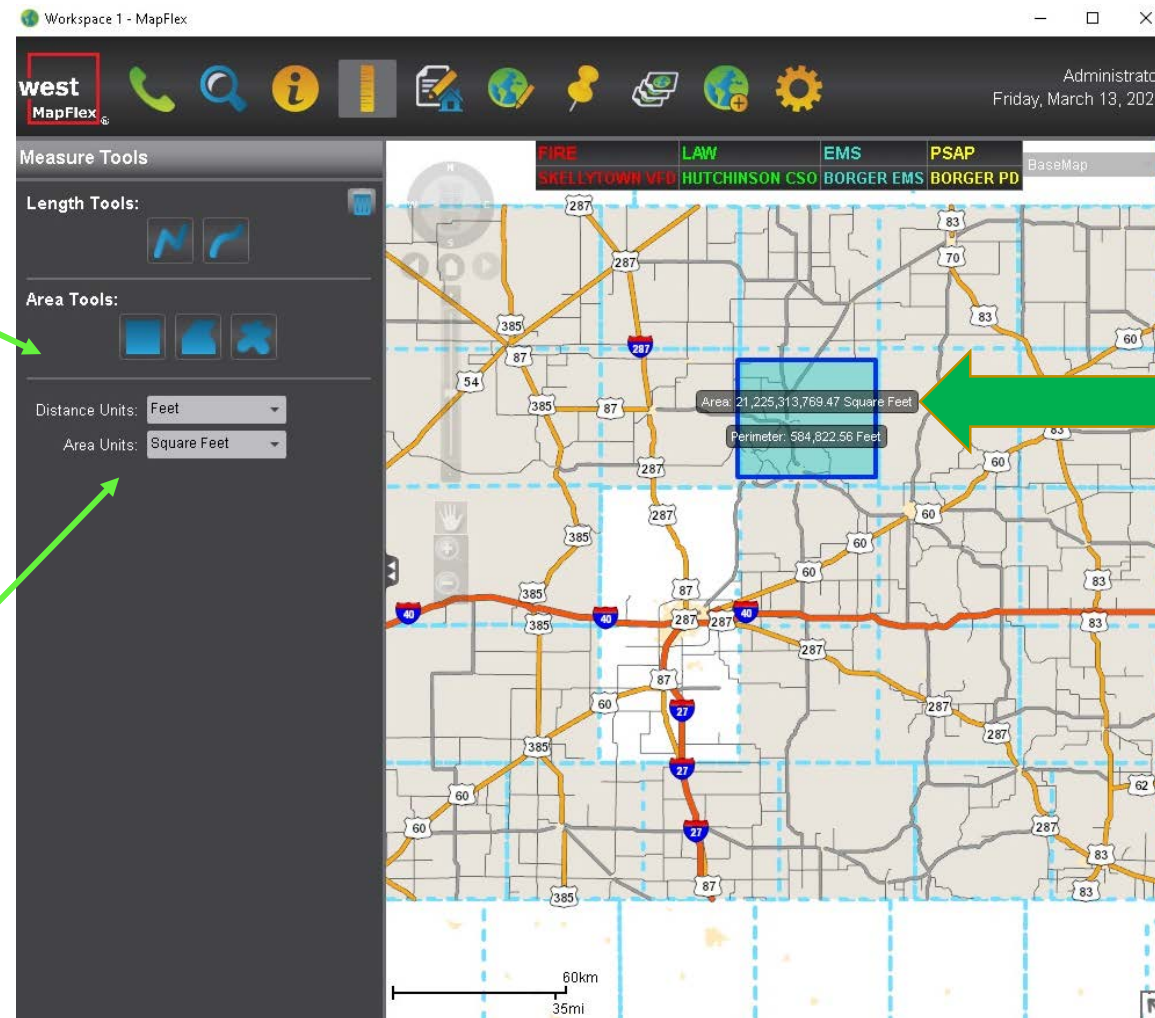 Workspace 1 - MapFlex
west
MapFlex
Administrato
Friday, March 13, 202
Measure Tools
Length Tools:
Area Tools:
Distance Units: Feet
Area Units: Square Feet
FIRE LAW EMS PSAP
SKELLYTOWN VFD HUTCHINSON CSO BORGER EMS BORGER PD
BaseMap
N
S
287
83
287
70
385
83
287
60
87
54
385
87
Area: 21,225,313,769.47 Square Feet
83
Perimeter: 584,822.56 Feet
287
60
287
60
385
60
60
83
385
87
40
40
40
385
287
287
83
287
87
60
27
287
287
385
27
60
62
60
27
287
83
87
83
385
60km
35mi